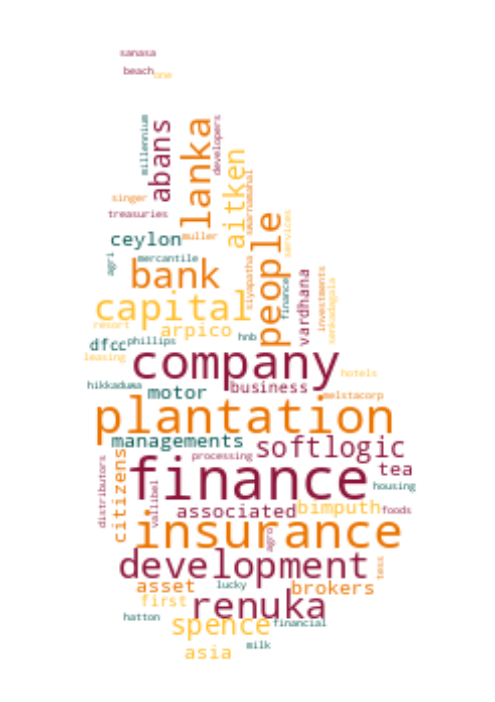 sanasa
beach
one
millennium
abans
lanka
developers
aitken
swarnamahal
singer
treasuries
people
services
ceylon
muller
agri
mercantile
bank
siyapatha
finance
vardhana
investments
sanasa
capital
resort
arpico
hnb
dfcc
phillips
leasing
company
hotels
hikkaduwa
motor
business
melstacorp
plantation
managements
softlogic
processing
tea
distributors
citizens
finance
housing
vallibel
associated
bimputh
foods
insurance
agro
development
tess
asset
lucky
brokers
first
renuka
hatton
spence
financial
asia
milk